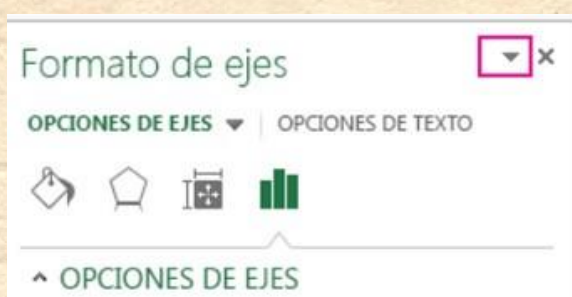 Formato de ejes
OPCIONES DE EJES OPCIONES DE TEXTO
OPCIONES DE EJES